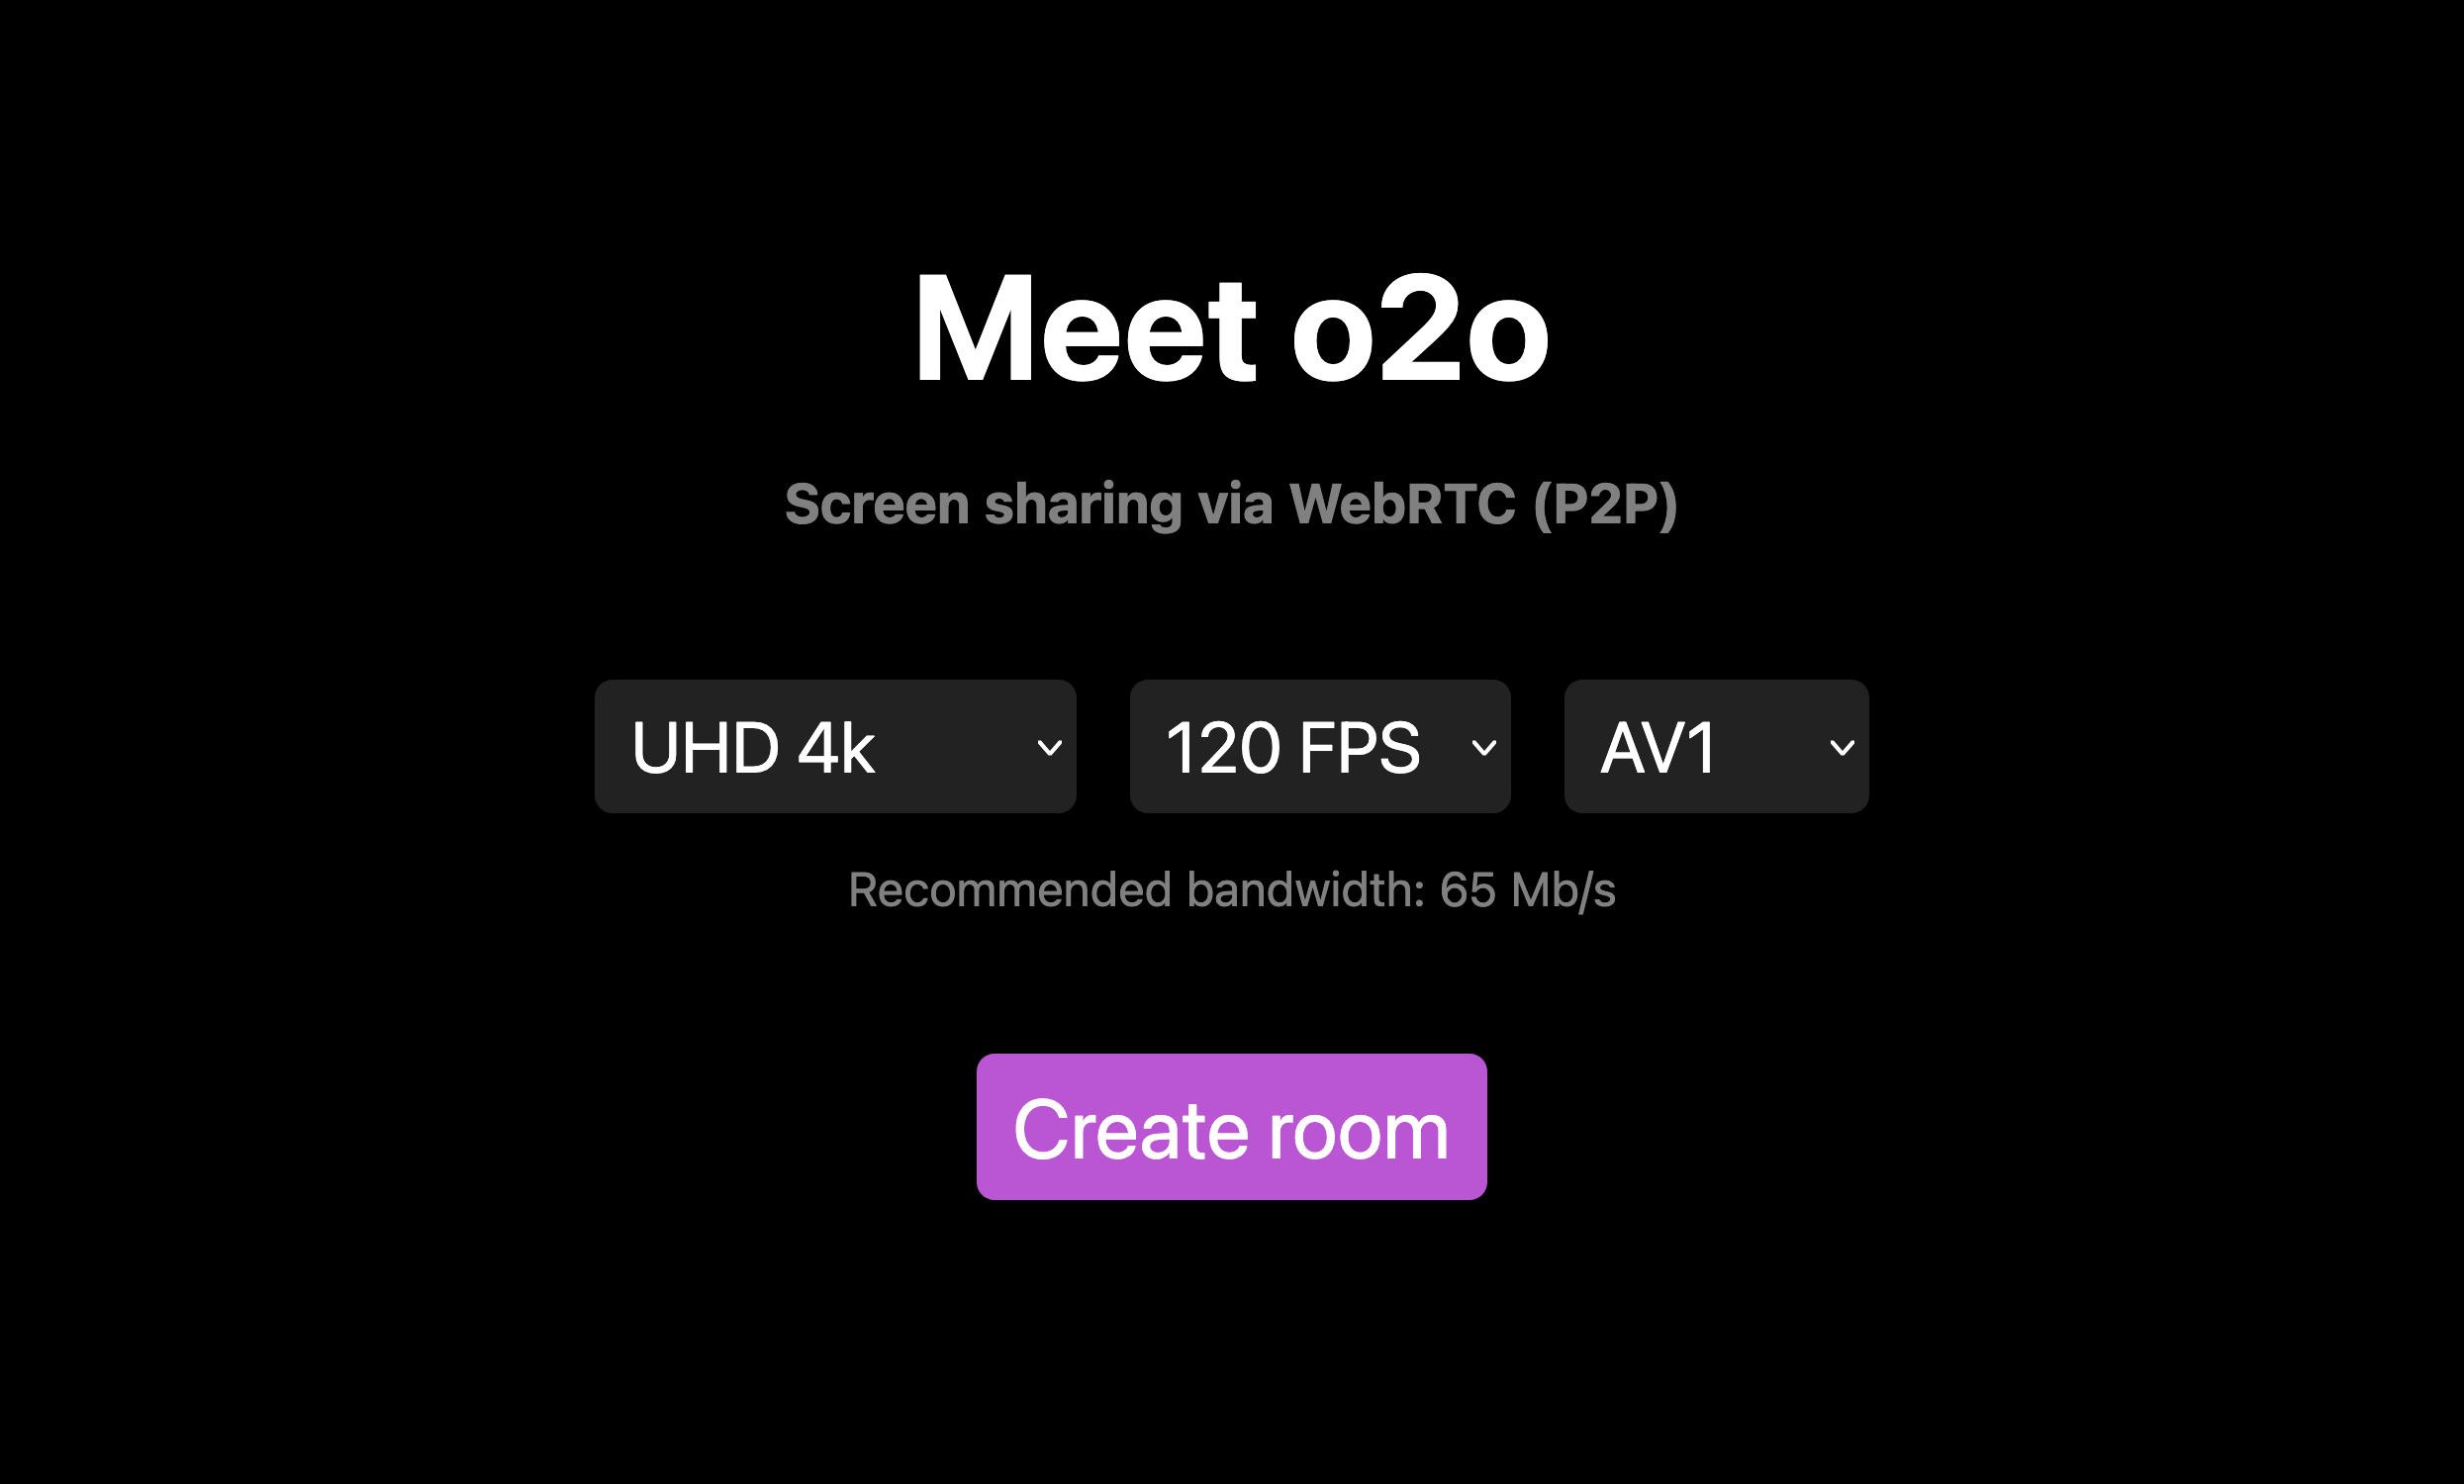 Meet o2o
Screen sharing via WebRTC (P2P)
UHD 4k 120 FPS AV1
Recommended bandwidth: 65 Mb/s
Create room